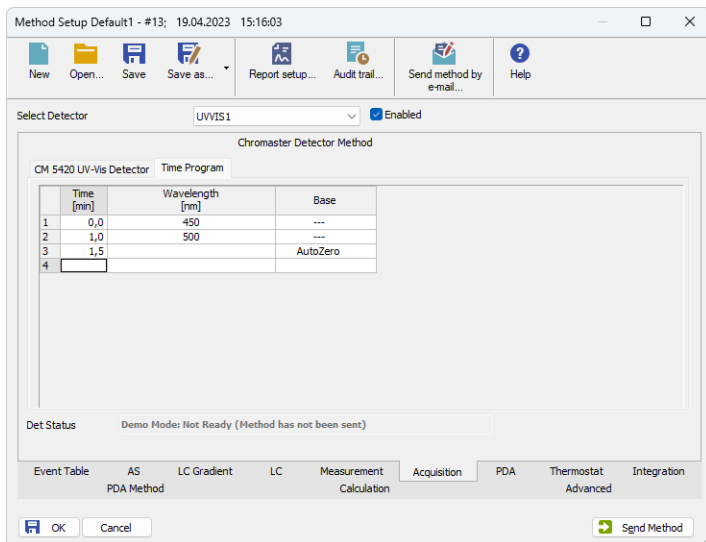 Method Setup Default1 - #13; 19.04.2023 15:16:03
New Open... Save Save as... Report setup... Audit trail... Send method by e-mail... Help
Select Detector UVVIS1 Enabled
Chromaster Detector Method
CM 5420 UV-Vis Detector Time Program
Time [min] Wavelength [nm] Base
1 0,0 450 ---
2 1,0 500 ---
3 1,5 AutoZero
4
Det Status Demo Mode: Not Ready (Method has not been sent)
Event Table AS LC Gradient LC Measurement Acquisition PDA Thermostat Integration
PDA Method Calculation Advanced
OK Cancel Send Method